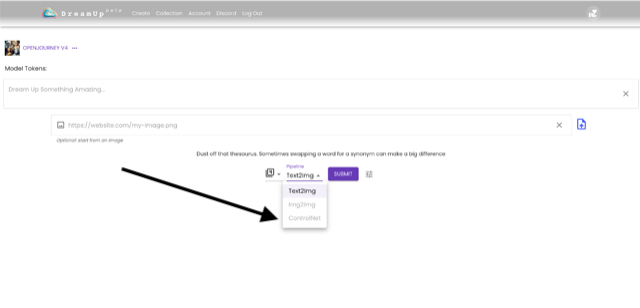 DreamUp Beta Create Collection Account Discord Log Out
OPENJOURNEY V4
Model Tokens:
Dream Up Something Amazing...
https://website.com/my-image.png
Optional start from an image
Dust off that thesaurus. Sometimes swapping a word for a synonym can make a big difference
Pipeline
Text2Img
SUBMIT
Text2Img
Img2Img
ControlNet